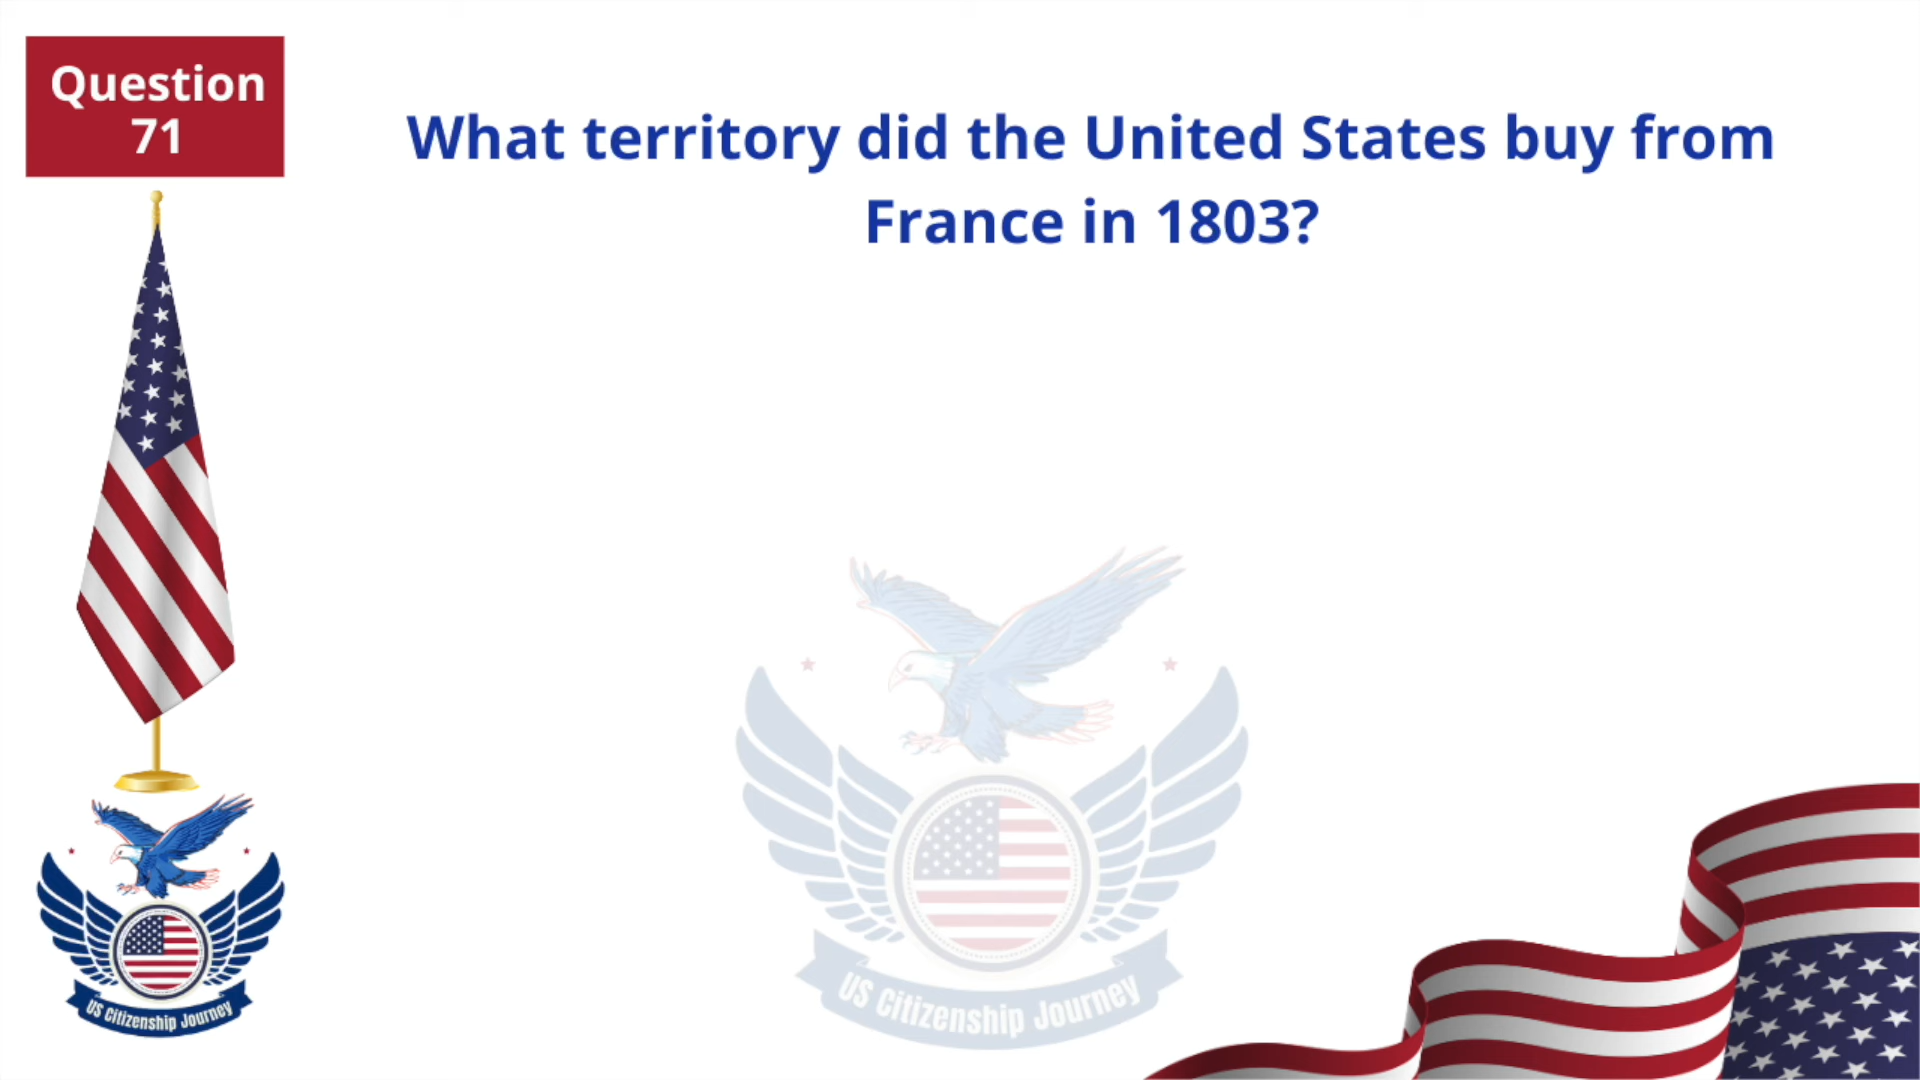 Question
71
What territory did the United States buy from
France in 1803?
US Citizenship Journey
US Citizenship Journey